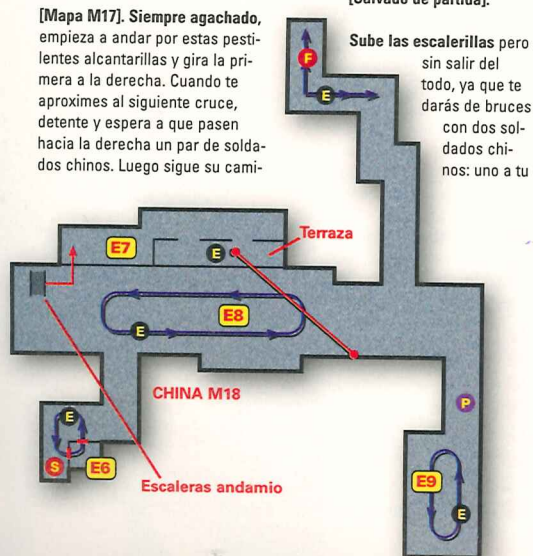 [Salvado de partida].
[Mapa M17]. Siempre agachado,
empieza a andar por estas pesti-
lentes alcantarillas y gira la pri-
mera a la derecha. Cuando te
aproximes al siguiente cruce,
detente y espera a que pasen
hacia la derecha un par de solda-
dos chinos. Luego sigue su cami-
Sube las escalerillas pero
sin salir del
todo, ya que te
darás de bruces
con dos sol-
dados chi-
nos: uno a tu
F
E
Terraza
E7
E
E8
E
CHINA M18
P
E
S
E6
E9
E
Escaleras andamio